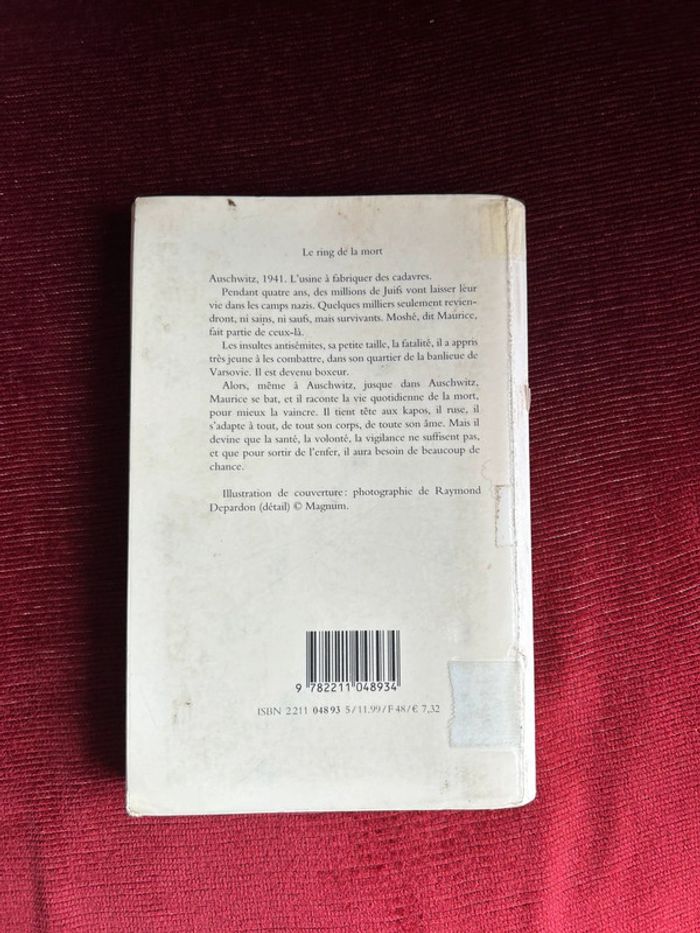 Le ring de la mort
Auschwitz, 1941. L'usine à fabriquer des cadavres.
Pendant quatre ans, des millions de Juifs vont laisser leur
vie dans les camps nazis. Quelques milliers seulement revien-
dront, ni sains, ni saufs, mais survivants. Moshé, dit Maurice,
fait partie de ceux-là.
Les insultes antisémites, sa petite taille, la fatalité, il a appris
très jeune à les combattre, dans son quartier de la banlieue de
Varsovie. Il est devenu boxeur.
Alors, même à Auschwitz, jusque dans Auschwitz,
Maurice se bat, et il raconte la vie quotidienne de la mort,
pour mieux la vaincre. Il tient tête aux kapos, il ruse, il
s'adapte à tout, de tout son corps, de toute son âme. Mais il
devine que la santé, la volonté, la vigilance ne suffisent pas,
et que pour sortir de l'enfer, il aura besoin de beaucoup de
chance.
Illustration de couverture : photographie de Raymond
Depardon (détail) © Magnum.
9 782211 048934
ISBN 2 211 048 93 5 / 11.99 / F 48 / € 7,32